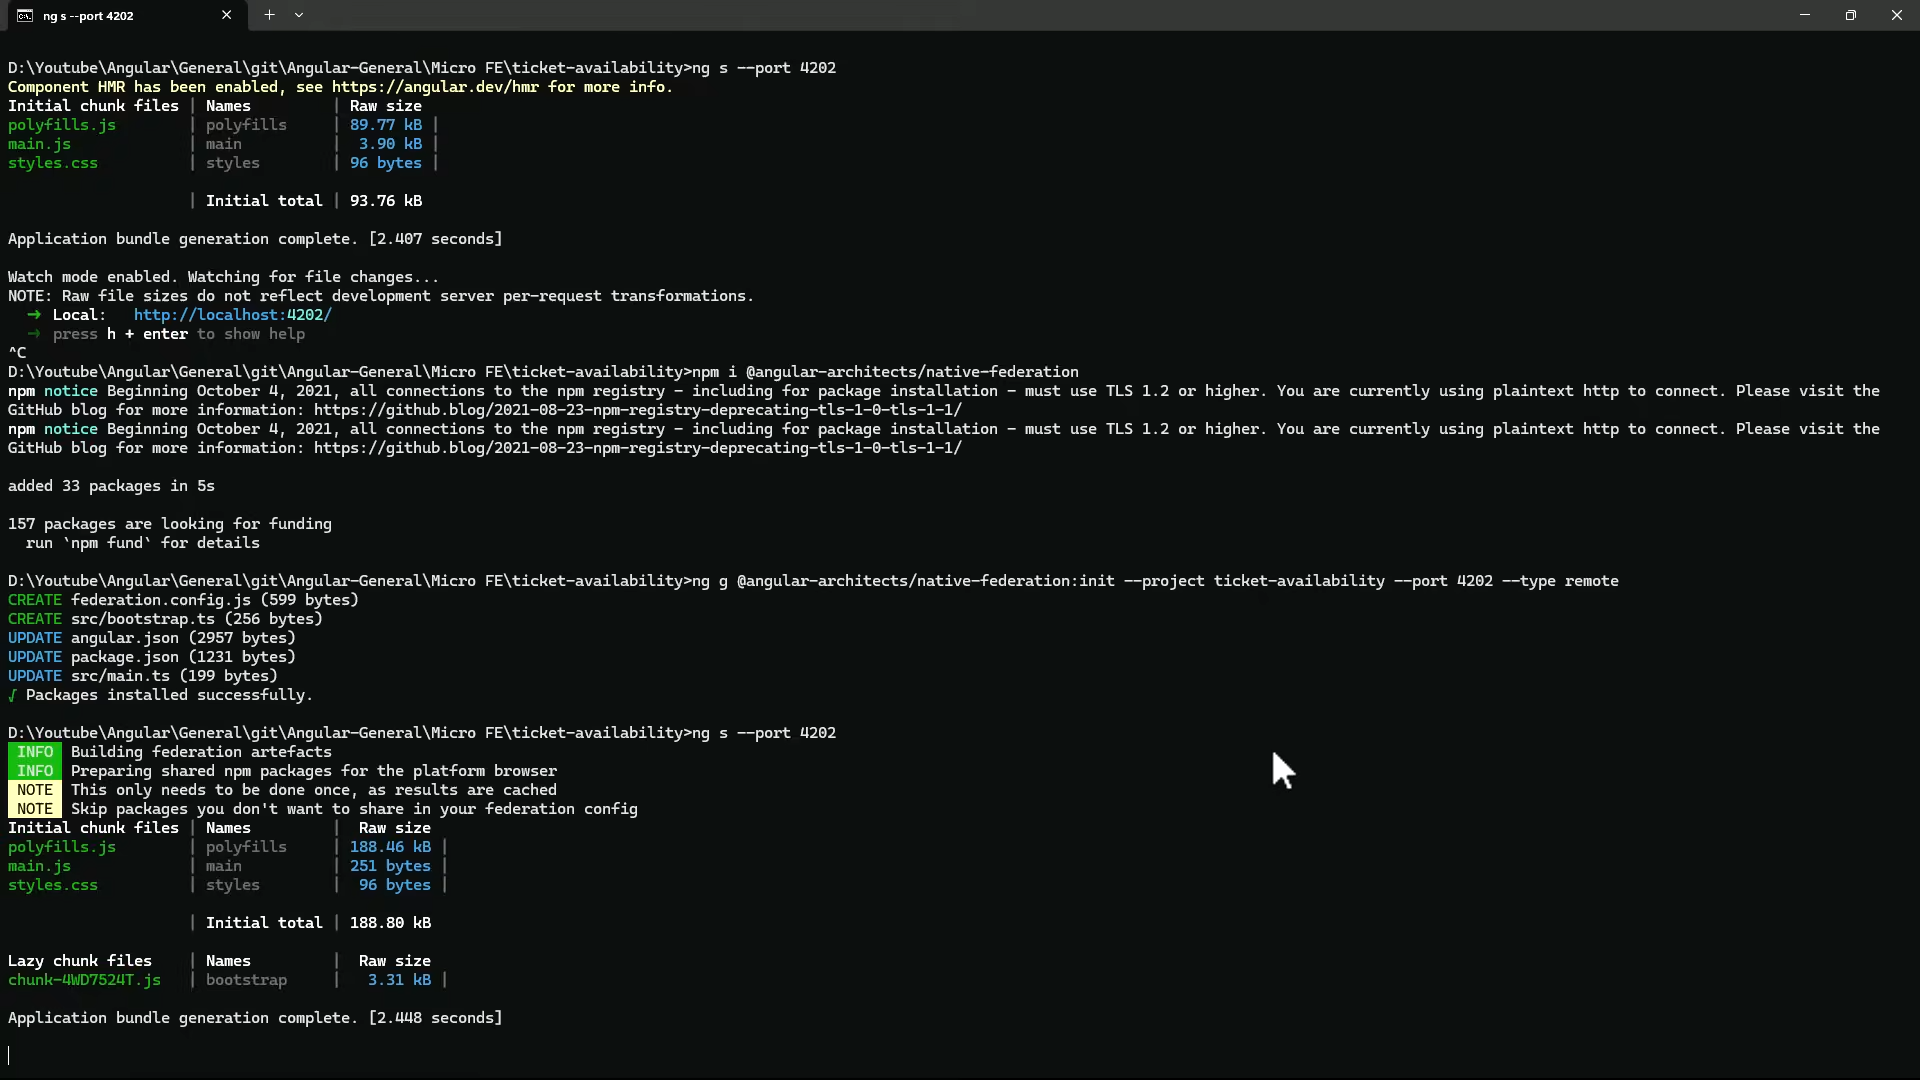 ng s --port 4202
D:\Youtube\Angular\General\git\Angular-General\Micro FE\ticket-availability>ng s --port 4202
Component HMR has been enabled, see https://angular.dev/hmr for more info.
Initial chunk files | Names | Raw size
polyfills.js | polyfills | 89.77 kB |
main.js | main | 3.90 kB |
styles.css | styles | 96 bytes |
| Initial total | 93.76 kB
Application bundle generation complete. [2.407 seconds]
Watch mode enabled. Watching for file changes...
NOTE: Raw file sizes do not reflect development server per-request transformations.
→ Local: http://localhost:4202/
→ press h + enter to show help
^C
D:\Youtube\Angular\General\git\Angular-General\Micro FE\ticket-availability>npm i @angular-architects/native-federation
npm notice Beginning October 4, 2021, all connections to the npm registry - including for package installation - must use TLS 1.2 or higher. You are currently using plaintext http to connect. Please visit the
GitHub blog for more information: https://github.blog/2021-08-23-npm-registry-deprecating-tls-1-0-tls-1-1/
npm notice Beginning October 4, 2021, all connections to the npm registry - including for package installation - must use TLS 1.2 or higher. You are currently using plaintext http to connect. Please visit the
GitHub blog for more information: https://github.blog/2021-08-23-npm-registry-deprecating-tls-1-0-tls-1-1/
added 33 packages in 5s
157 packages are looking for funding
run `npm fund` for details
D:\Youtube\Angular\General\git\Angular-General\Micro FE\ticket-availability>ng g @angular-architects/native-federation:init --project ticket-availability --port 4202 --type remote
CREATE federation.config.js (599 bytes)
CREATE src/bootstrap.ts (256 bytes)
UPDATE angular.json (2957 bytes)
UPDATE package.json (1231 bytes)
UPDATE src/main.ts (199 bytes)
√ Packages installed successfully.
D:\Youtube\Angular\General\git\Angular-General\Micro FE\ticket-availability>ng s --port 4202
INFO Building federation artefacts
INFO Preparing shared npm packages for the platform browser
NOTE This only needs to be done once, as results are cached
NOTE Skip packages you don't want to share in your federation config
Initial chunk files | Names | Raw size
polyfills.js | polyfills | 188.46 kB |
main.js | main | 251 bytes |
styles.css | styles | 96 bytes |
| Initial total | 188.80 kB
Lazy chunk files | Names | Raw size
chunk-4WD7524T.js | bootstrap | 3.31 kB |
Application bundle generation complete. [2.448 seconds]